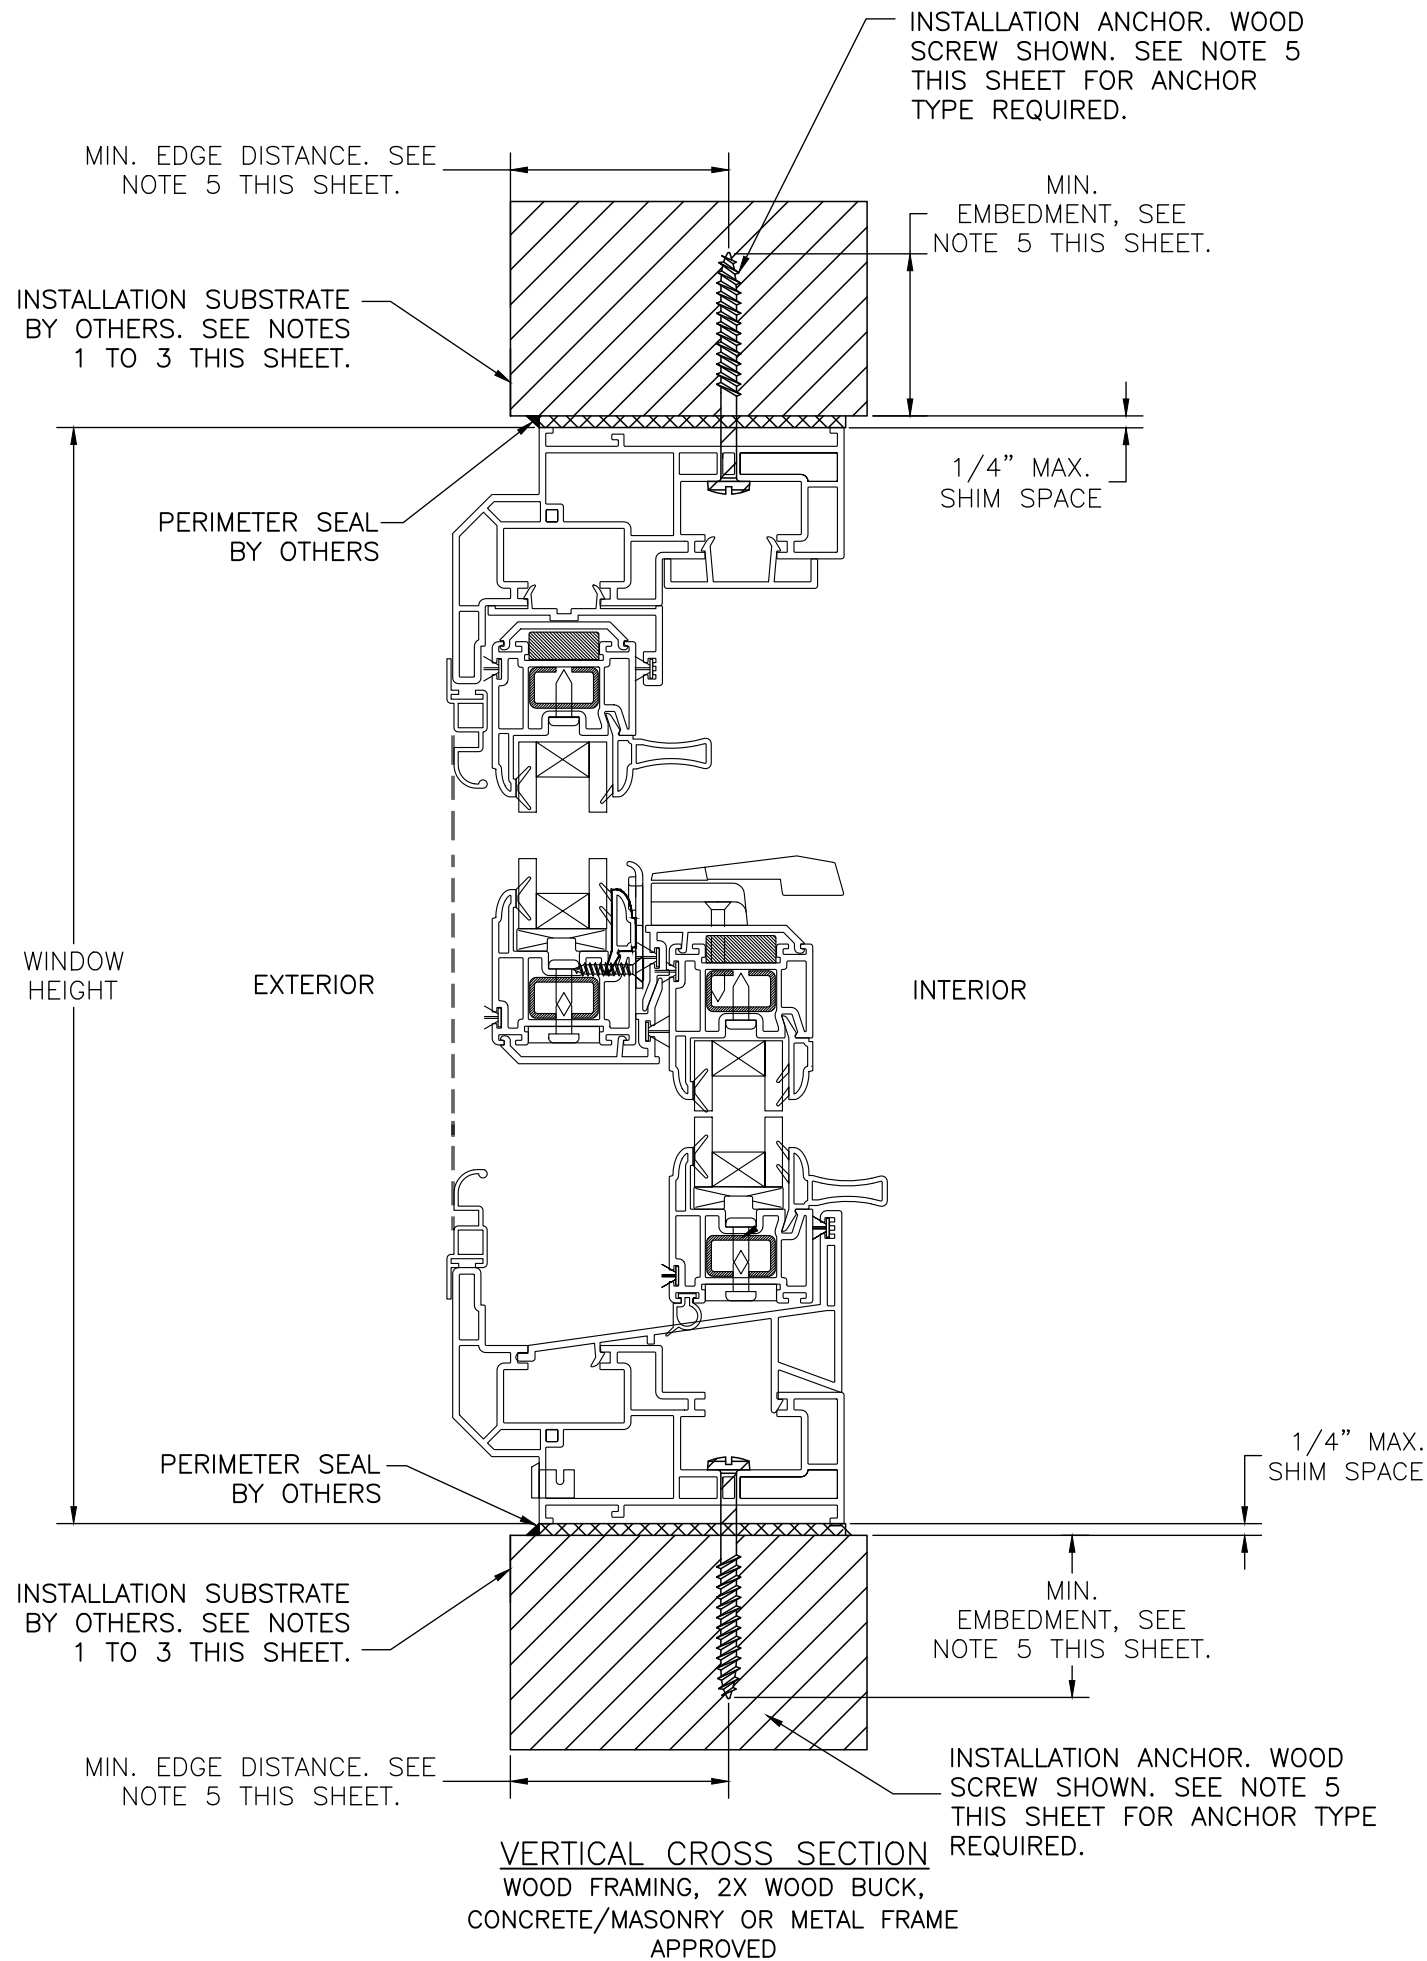 INSTALLATION ANCHOR. WOOD
SCREW SHOWN. SEE NOTE 5
THIS SHEET FOR ANCHOR
TYPE REQUIRED.
MIN. EDGE DISTANCE. SEE
NOTE 5 THIS SHEET.
MIN.
EMBEDMENT, SEE
NOTE 5 THIS SHEET.
INSTALLATION SUBSTRATE
BY OTHERS. SEE NOTES
1 TO 3 THIS SHEET.
1/4" MAX.
SHIM SPACE
PERIMETER SEAL
BY OTHERS
WINDOW
HEIGHT
EXTERIOR
INTERIOR
PERIMETER SEAL
BY OTHERS
1/4" MAX.
SHIM SPACE
INSTALLATION SUBSTRATE
BY OTHERS. SEE NOTES
1 TO 3 THIS SHEET.
MIN.
EMBEDMENT, SEE
NOTE 5 THIS SHEET.
MIN. EDGE DISTANCE. SEE
NOTE 5 THIS SHEET.
INSTALLATION ANCHOR. WOOD
SCREW SHOWN. SEE NOTE 5
THIS SHEET FOR ANCHOR TYPE
REQUIRED.
VERTICAL CROSS SECTION
WOOD FRAMING, 2X WOOD BUCK,
CONCRETE/MASONRY OR METAL FRAME
APPROVED